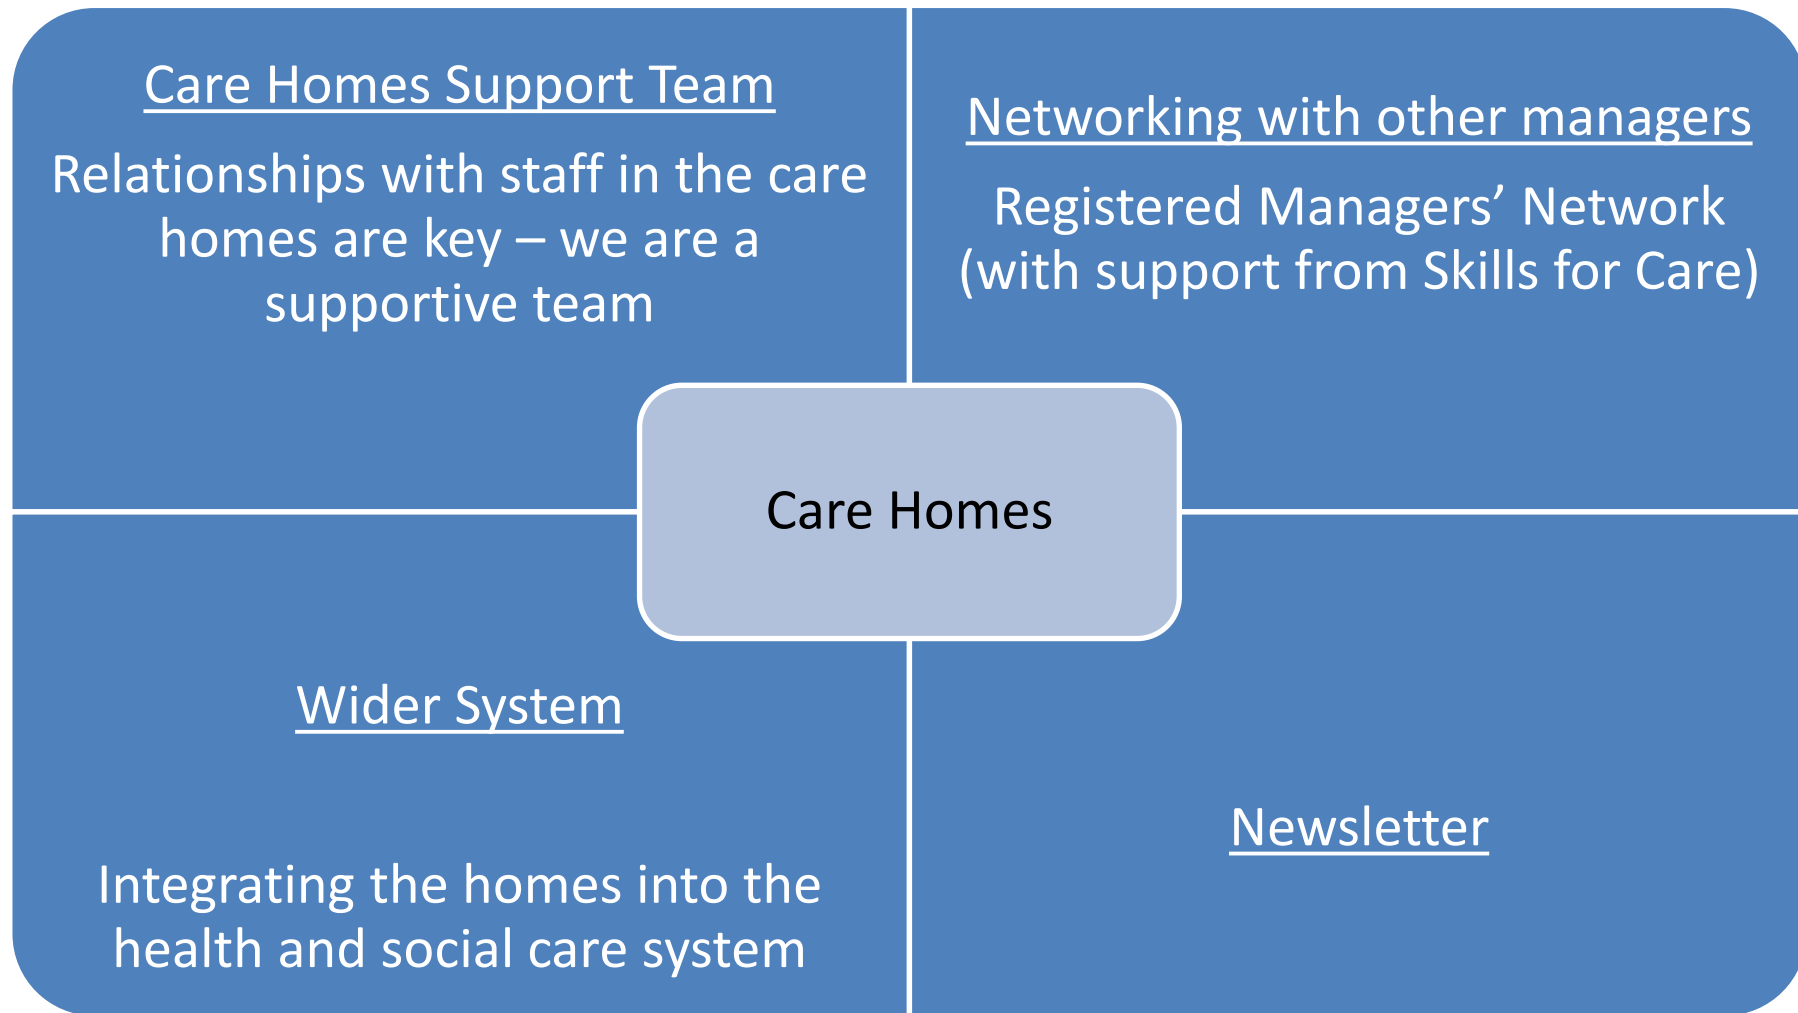 Care Homes Support Team
Relationships with staff in the care
homes are key – we are a
supportive team
Networking with other managers
Registered Managers’ Network
(with support from Skills for Care)
Care Homes
Wider System
Integrating the homes into the
health and social care system
Newsletter